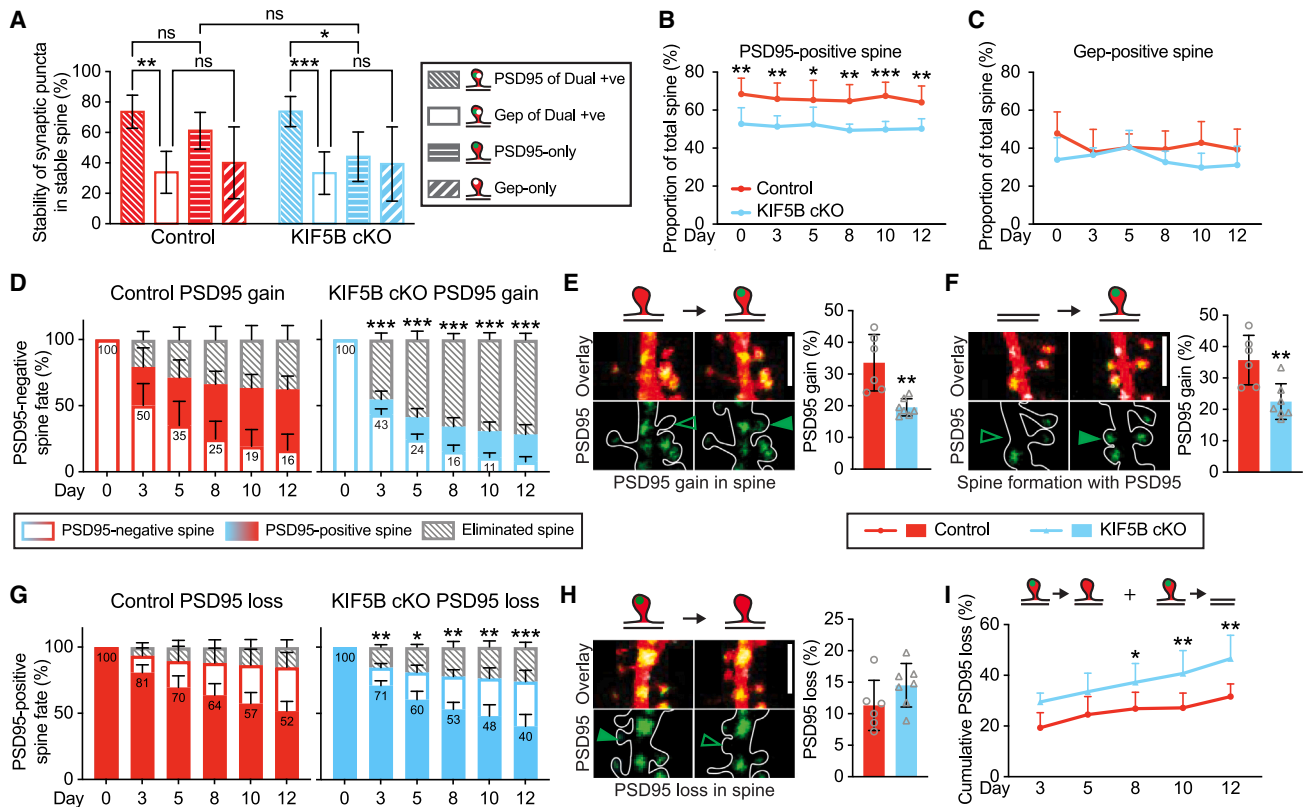 A
ns
ns
*
**
ns
***
ns
Stability of synaptic puncta
in stable spine (%)
100
80
60
40
20
0
Control
KIF5B cKO
PSD95 of Dual +ve
Gep of Dual +ve
PSD95-only
Gep-only
B
PSD95-positive spine
Proportion of total spine (%)
80
60
40
20
0
** ** * ** *** **
Control
KIF5B cKO
Day 0 3 5 8 10 12
C
Gep-positive spine
Proportion of total spine (%)
80
60
40
20
0
Day 0 3 5 8 10 12
D
Control PSD95 gain
KIF5B cKO PSD95 gain
PSD95-negative
spine fate (%)
100
50
0
100 50 35 25 19 16
*** *** *** *** ***
100 43 24 16 11
Day 0 3 5 8 10 12
0 3 5 8 10 12
PSD95-negative spine
PSD95-positive spine
Eliminated spine
E
Overlay
PSD95
PSD95 gain in spine
PSD95 gain (%)
50
40
30
20
10
0
**
F
Overlay
PSD95
Spine formation with PSD95
PSD95 gain (%)
50
40
30
20
10
0
**
Control
KIF5B cKO
G
Control PSD95 loss
KIF5B cKO PSD95 loss
PSD95-positive
spine fate (%)
100
50
0
100 81 70 64 57 52
** * ** ** ***
100 71 60 53 48 40
Day 0 3 5 8 10 12
0 3 5 8 10 12
H
Overlay
PSD95
PSD95 loss in spine
PSD95 loss (%)
25
20
15
10
5
0
I
+
Cumulative PSD95 loss (%)
60
40
20
0
* ** **
Day 3 5 8 10 12